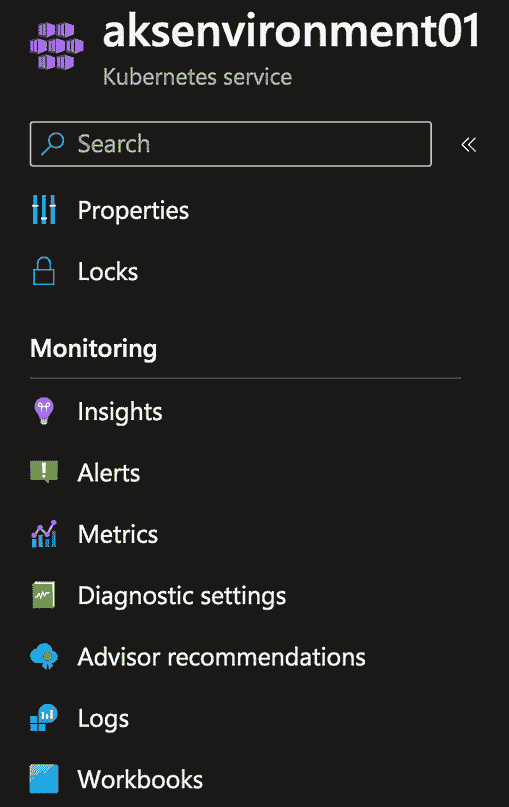 aksenvironment01
Kubernetes service
Search
Properties
Locks
Monitoring
Insights
Alerts
Metrics
Diagnostic settings
Advisor recommendations
Logs
Workbooks